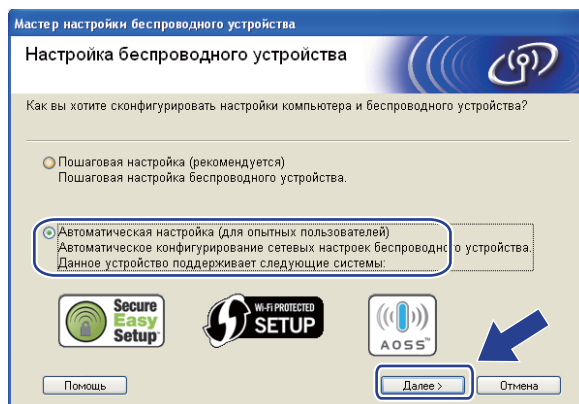 Мастер настройки беспроводного устройства
Настройка беспроводного устройства
Как вы хотите сконфигурировать настройки компьютера и беспроводного устройства?
Пошаговая настройка (рекомендуется)
Пошаговая настройка беспроводного устройства.
Автоматическая настройка (для опытных пользователей)
Автоматическое конфигурирование сетевых настроек беспроводного устройства.
Данное устройство поддерживает следующие системы:
Secure
Easy
Setup™
Wi-Fi PROTECTED
SETUP
AOSS™
Помощь
Далее >
Отмена